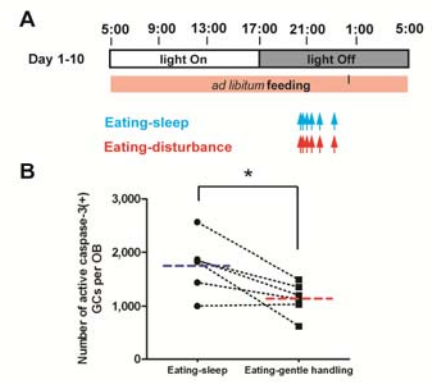 A
5:00 9:00 13:00 17:00 21:00 1:00 5:00
Day 1-10
light On light Off
ad libitum feeding
Eating-sleep
Eating-disturbance
B
*
Number of active caspase-3(+)
GCs per OB
3,000
2,000
1,000
0
Eating-sleep Eating-gentle handling